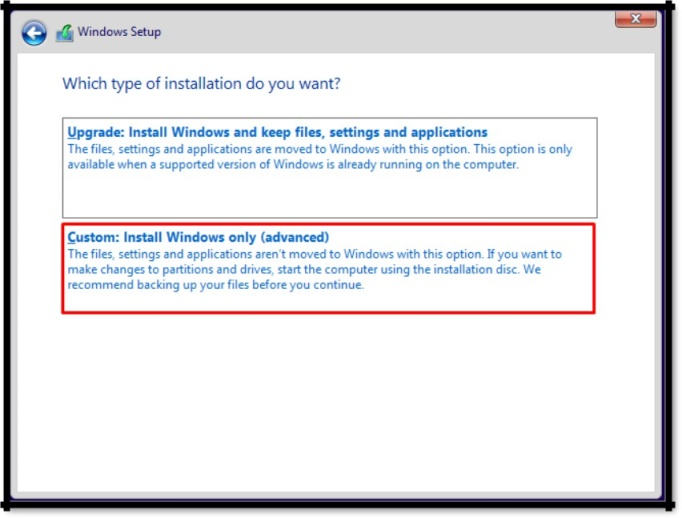 Windows Setup
Which type of installation do you want?
Upgrade: Install Windows and keep files, settings and applications
The files, settings and applications are moved to Windows with this option. This option is only
available when a supported version of Windows is already running on the computer.
Custom: Install Windows only (advanced)
The files, settings and applications aren't moved to Windows with this option. If you want to
make changes to partitions and drives, start the computer using the installation disc. We
recommend backing up your files before you continue.